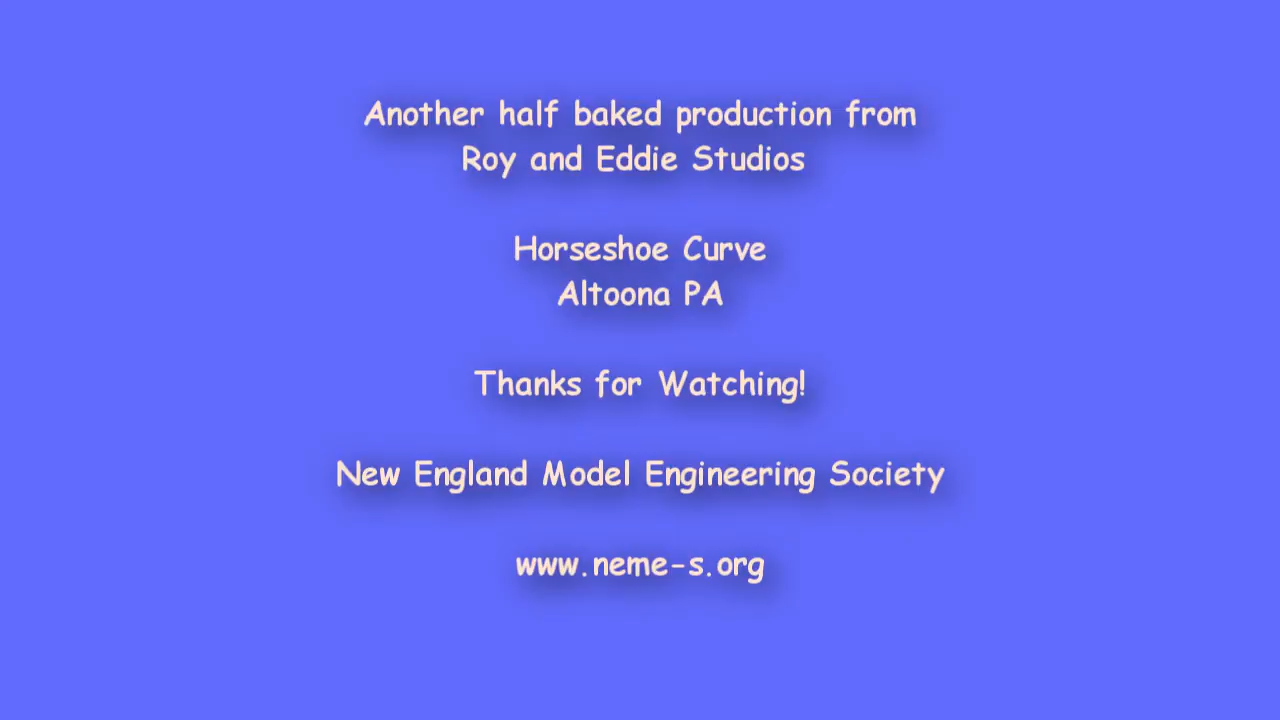 Another half baked production from
Roy and Eddie Studios
Horseshoe Curve
Altoona PA
Thanks for Watching!
New England Model Engineering Society
www.neme-s.org